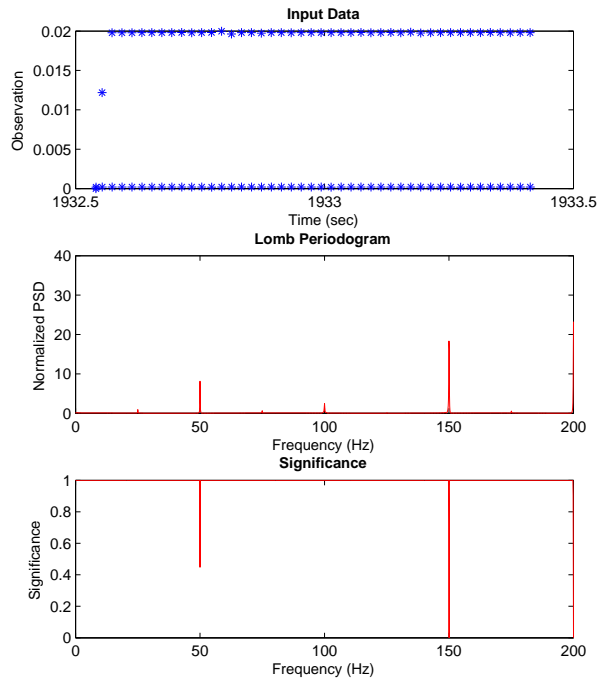 Input Data
0.02
0.015
0.01
0.005
0
Observation
1932.5 1933 1933.5
Time (sec)
Lomb Periodogram
40
30
20
10
0
Normalized PSD
0 50 100 150 200
Frequency (Hz)
Significance
1
0.8
0.6
0.4
0.2
0
Significance
0 50 100 150 200
Frequency (Hz)